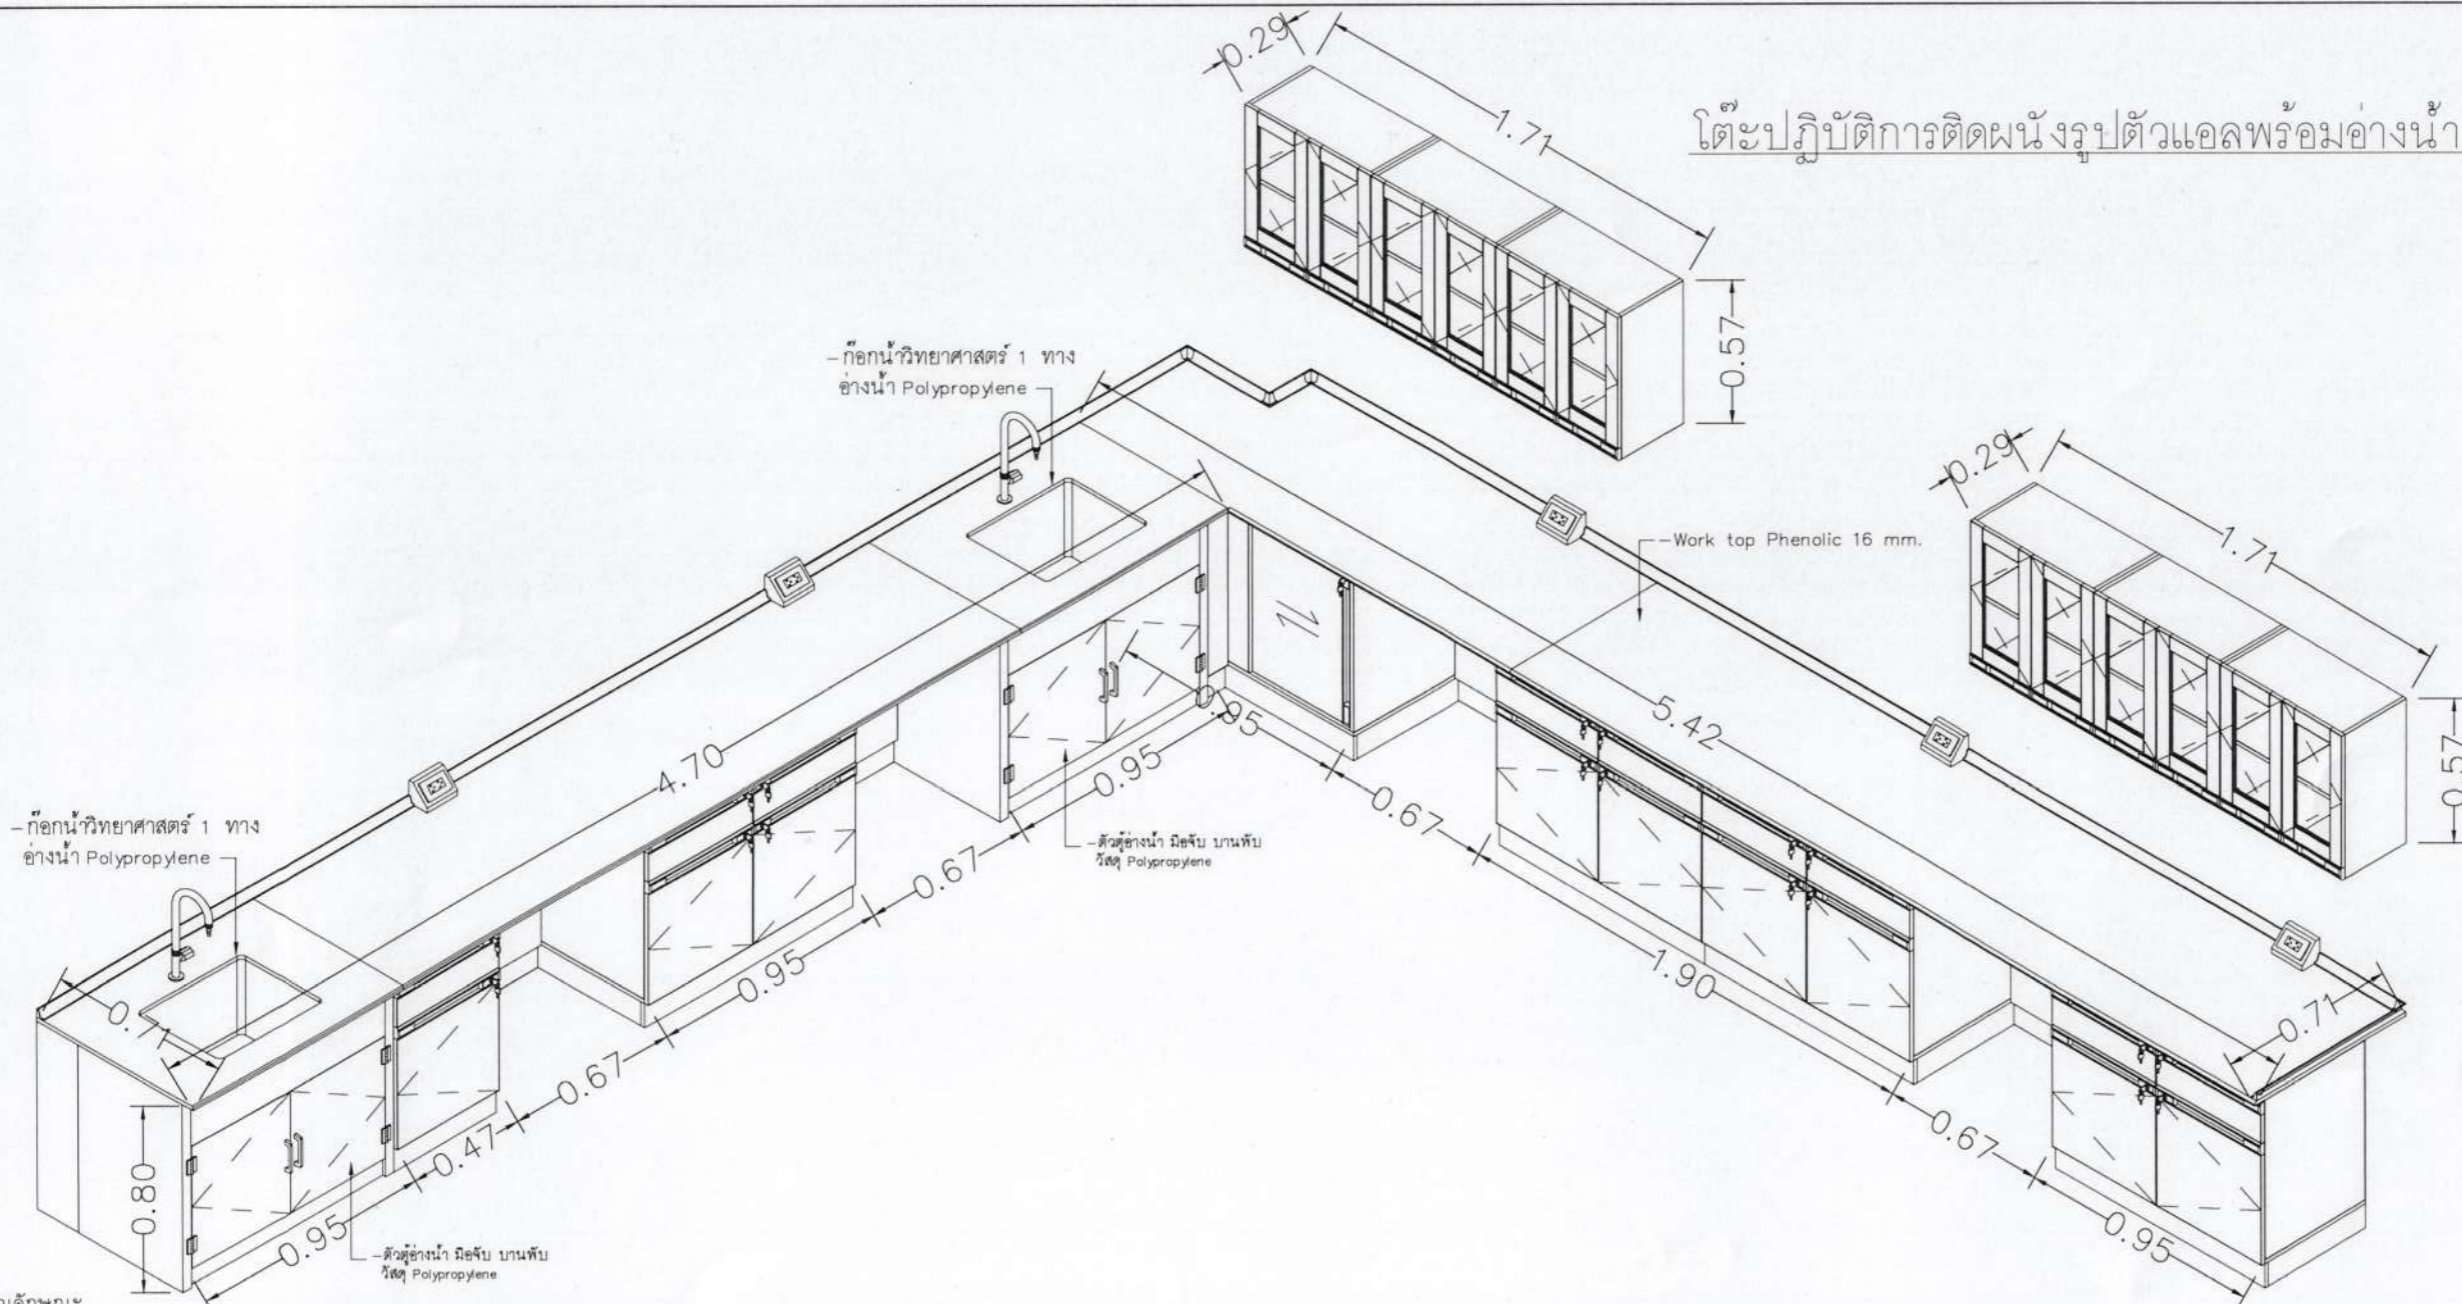 โต๊ะปฏิบัติการติดผนังรูปตัวแอลพร้อมอ่างน้ำ
0.29
1.71
0.57
-ก๊อกน้ำวิทยาศาสตร์ 1 ทาง
อ่างน้ำ Polypropylene
0.29
1.71
0.57
-Work top Phenolic 16 mm.
-ก๊อกน้ำวิทยาศาสตร์ 1 ทาง
อ่างน้ำ Polypropylene
4.70
5.42
0.71
0.71
0.80
0.95
0.47
0.67
0.95
0.67
0.95
0.95
0.67
1.90
0.67
0.95
-ตัวตู้อ่างน้ำ มือจับ บานพับ
วัสดุ Polypropylene
-ตัวตู้อ่างน้ำ มือจับ บานพับ
วัสดุ Polypropylene